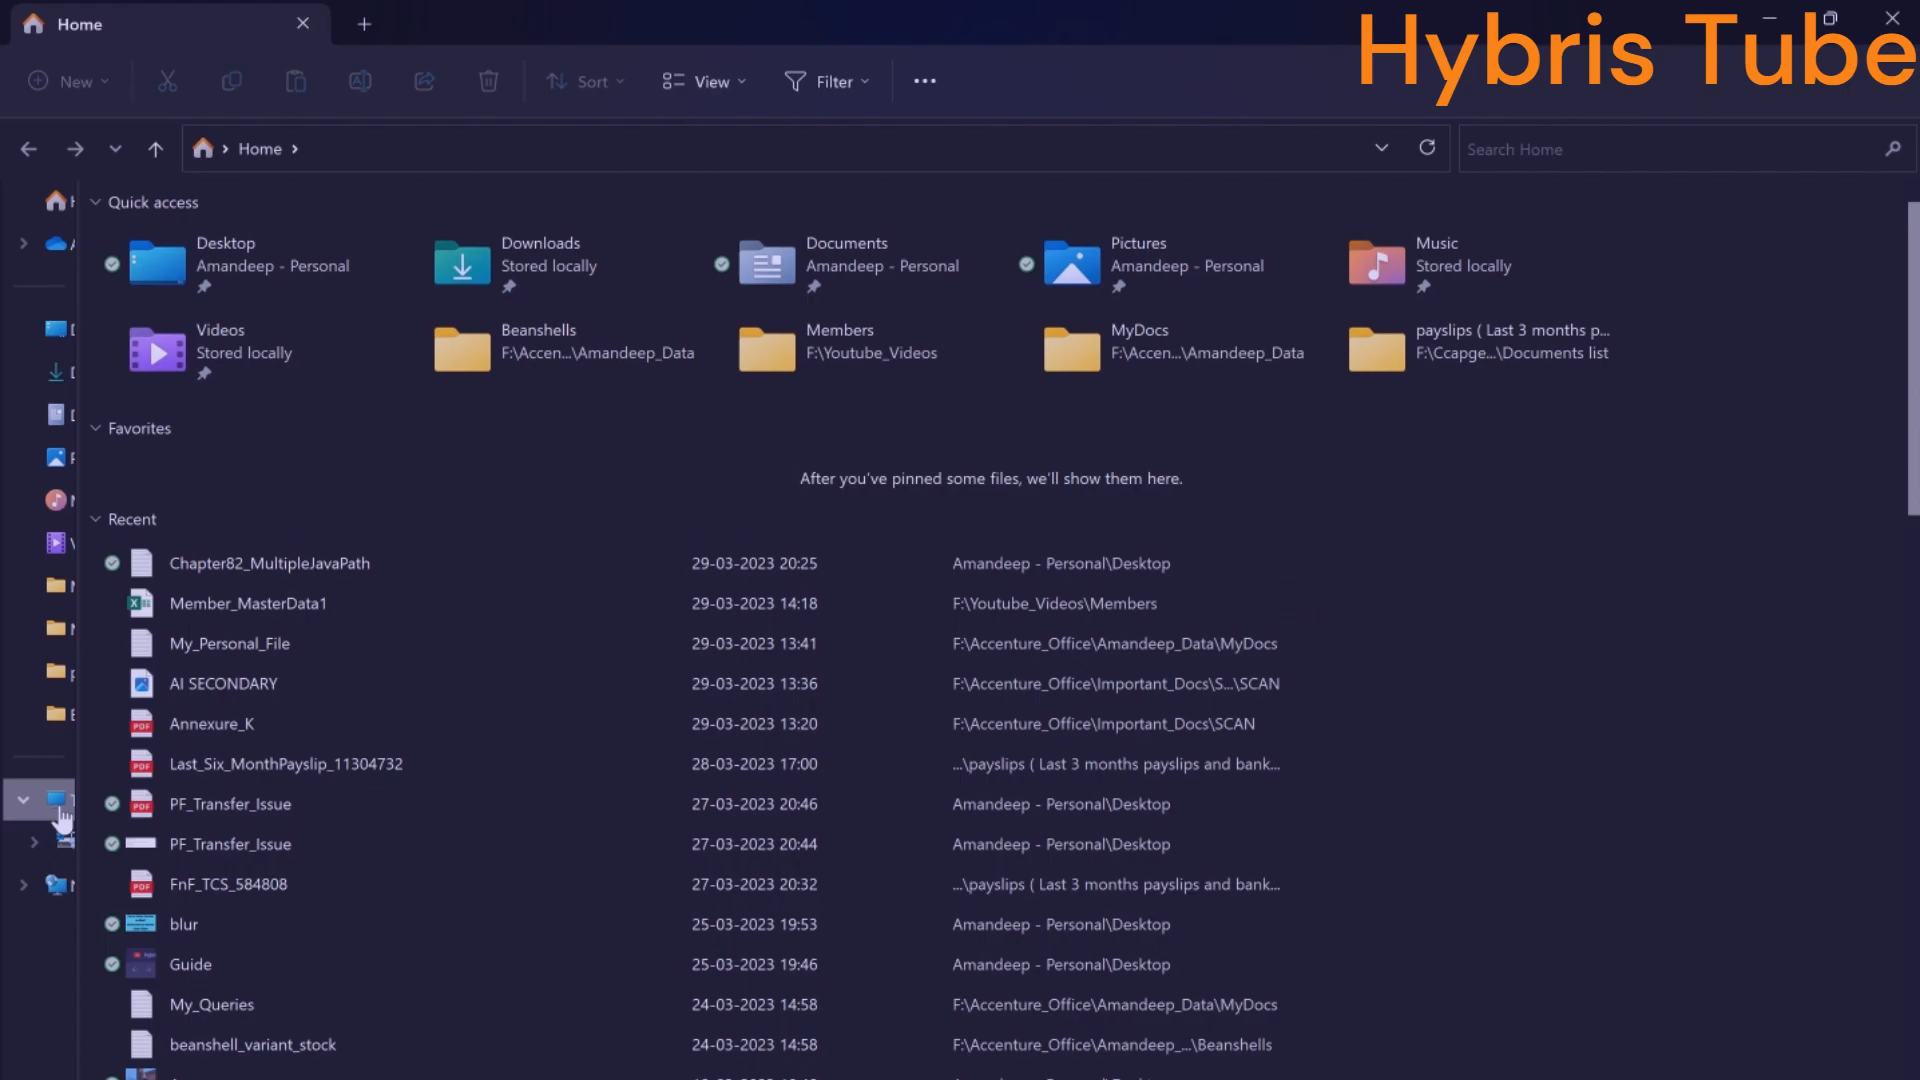 Home
Hybris Tube
New
Sort
View
Filter
Home
Search Home
Quick access
Desktop
Amandeep - Personal
Downloads
Stored locally
Documents
Amandeep - Personal
Pictures
Amandeep - Personal
Music
Stored locally
Videos
Stored locally
Beanshells
F:\Accen...\Amandeep_Data
Members
F:\Youtube_Videos
MyDocs
F:\Accen...\Amandeep_Data
payslips ( Last 3 months p...
F:\Ccapge...\Documents list
Favorites
After you've pinned some files, we'll show them here.
Recent
Chapter82_MultipleJavaPath 29-03-2023 20:25 Amandeep - Personal\Desktop
Member_MasterData1 29-03-2023 14:18 F:\Youtube_Videos\Members
My_Personal_File 29-03-2023 13:41 F:\Accenture_Office\Amandeep_Data\MyDocs
AI SECONDARY 29-03-2023 13:36 F:\Accenture_Office\Important_Docs\S...\SCAN
Annexure_K 29-03-2023 13:20 F:\Accenture_Office\Important_Docs\SCAN
Last_Six_MonthPayslip_11304732 28-03-2023 17:00 ...\payslips ( Last 3 months payslips and bank...
PF_Transfer_Issue 27-03-2023 20:46 Amandeep - Personal\Desktop
PF_Transfer_Issue 27-03-2023 20:44 Amandeep - Personal\Desktop
FnF_TCS_584808 27-03-2023 20:32 ...\payslips ( Last 3 months payslips and bank...
blur 25-03-2023 19:53 Amandeep - Personal\Desktop
Guide 25-03-2023 19:46 Amandeep - Personal\Desktop
My_Queries 24-03-2023 14:58 F:\Accenture_Office\Amandeep_Data\MyDocs
beanshell_variant_stock 24-03-2023 14:58 F:\Accenture_Office\Amandeep_...\Beanshells